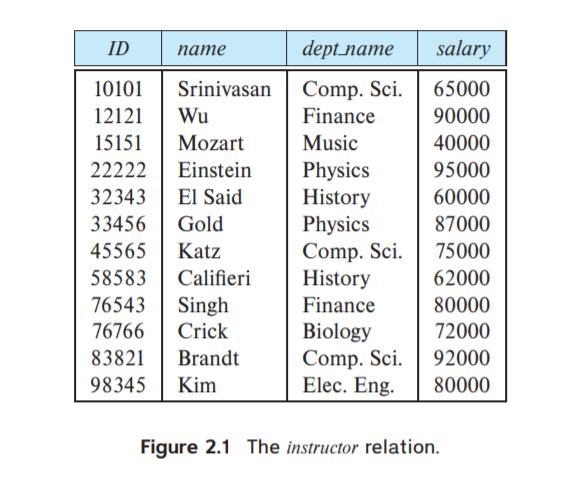 ID name dept_name salary
10101 Srinivasan Comp. Sci. 65000
12121 Wu Finance 90000
15151 Mozart Music 40000
22222 Einstein Physics 95000
32343 El Said History 60000
33456 Gold Physics 87000
45565 Katz Comp. Sci. 75000
58583 Califieri History 62000
76543 Singh Finance 80000
76766 Crick Biology 72000
83821 Brandt Comp. Sci. 92000
98345 Kim Elec. Eng. 80000
Figure 2.1 The instructor relation.